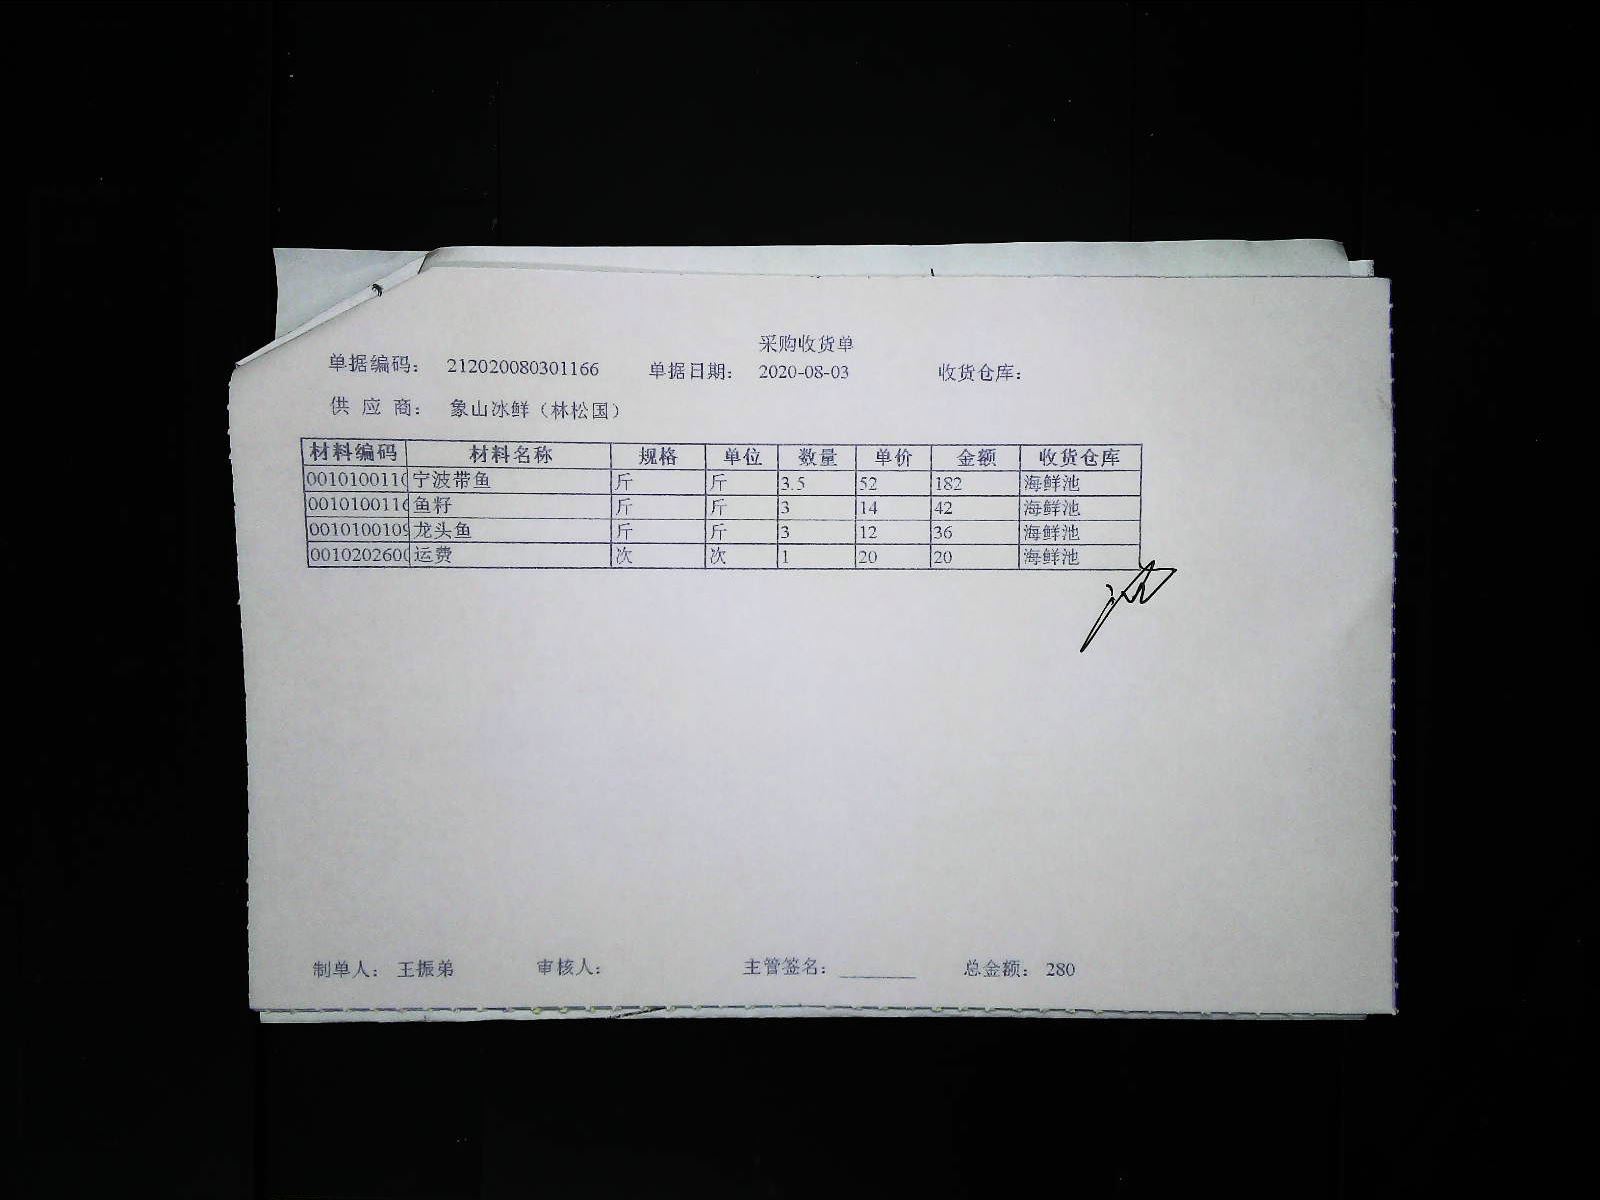 采购收货单
单据编码： 212020080301166 单据日期： 2020-08-03 收货仓库：
供 应 商： 象山冰鲜（林松国）
材料编码 材料名称 规格 单位 数量 单价 金额 收货仓库
001010011 宁波带鱼 斤 斤 3.5 52 182 海鲜池
001010011 鱼籽 斤 斤 3 14 42 海鲜池
001010010 龙头鱼 斤 斤 3 12 36 海鲜池
001020260 运费 次 次 1 20 20 海鲜池
制单人： 王振弟 审核人： 主管签名： ________ 总金额： 280